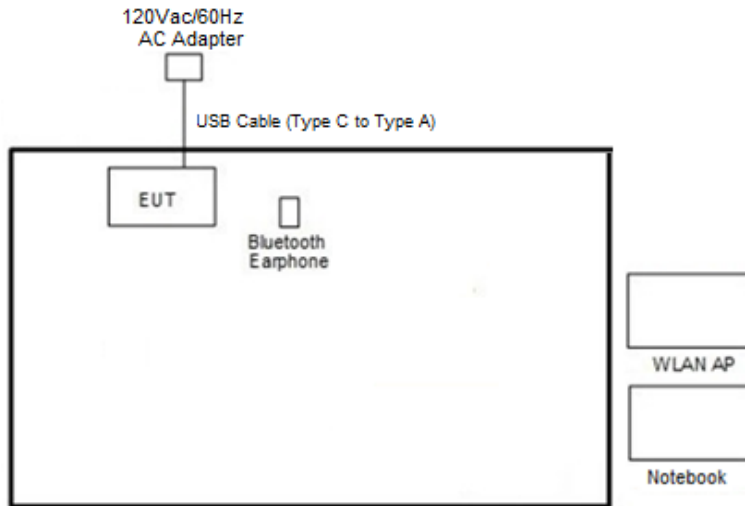 120Vac/60Hz
AC Adapter
USB Cable (Type C to Type A)
EUT
Bluetooth
Earphone
WLAN AP
Notebook